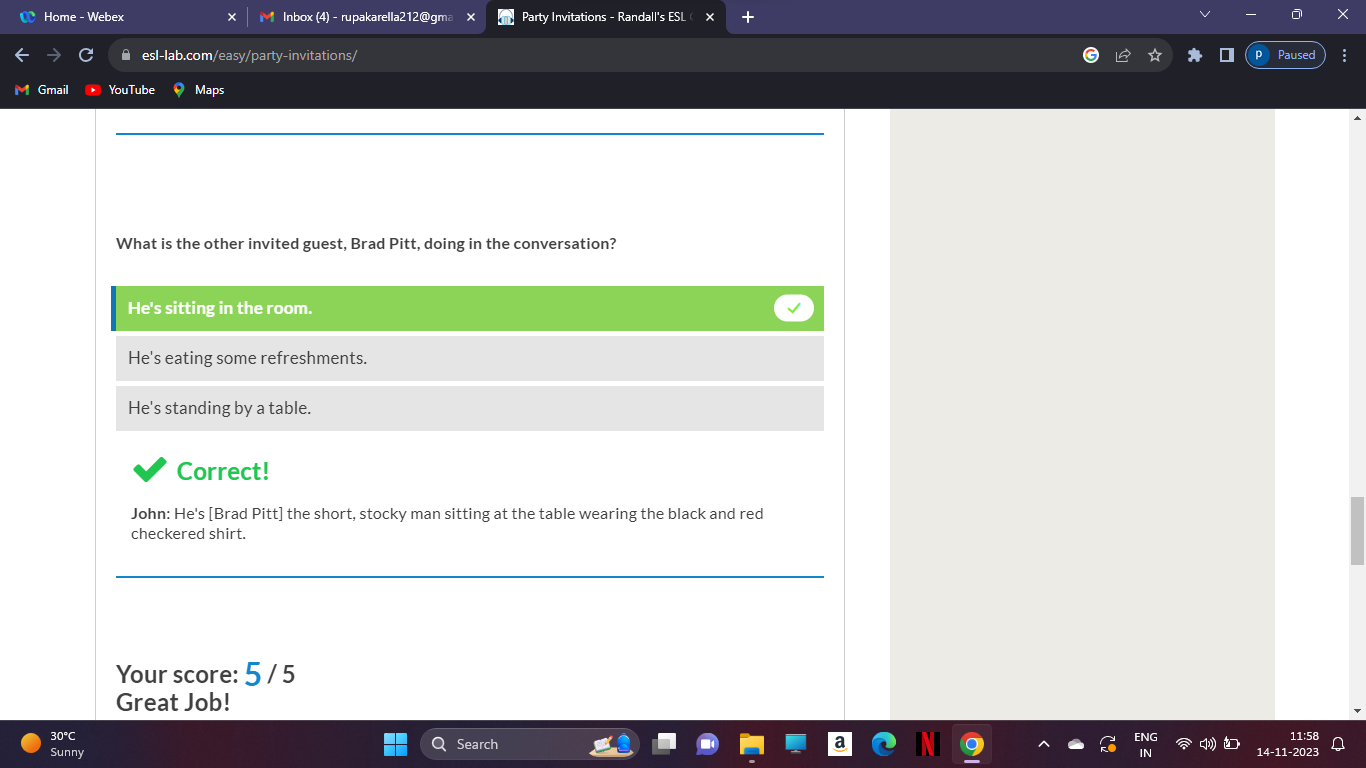 Home - Webex
Inbox (4) - rupakarella212@gma
Party Invitations - Randall's ESL
esl-lab.com/easy/party-invitations/
p Paused
Gmail YouTube Maps
What is the other invited guest, Brad Pitt, doing in the conversation?
He's sitting in the room.
He's eating some refreshments.
He's standing by a table.
Correct!
John: He's [Brad Pitt] the short, stocky man sitting at the table wearing the black and red
checkered shirt.
Your score: 5 / 5
Great Job!
30°C
Sunny
Search
a
N
ENG
IN
11:58
14-11-2023